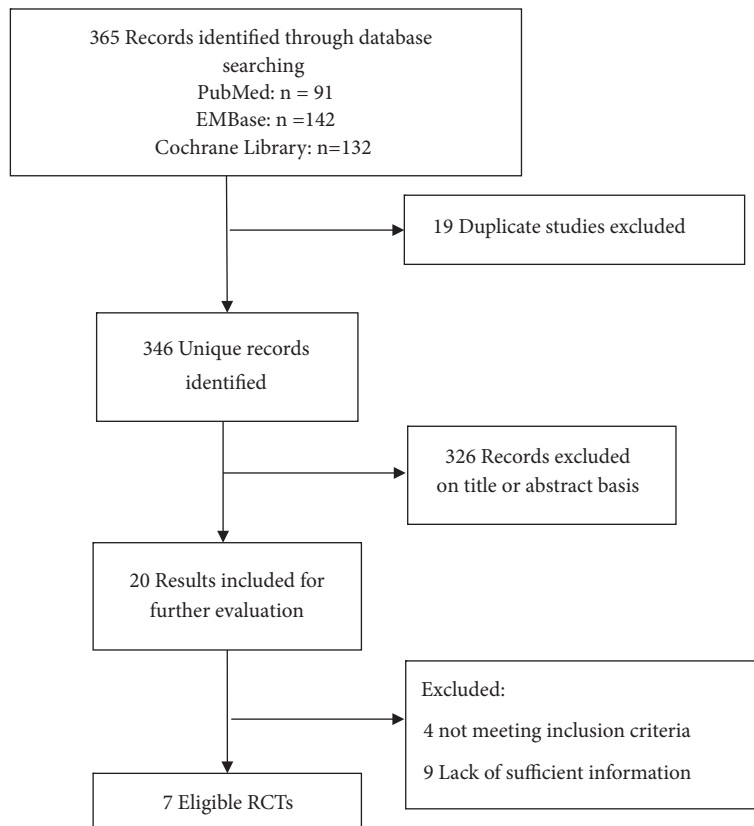 365 Records identified through database
searching
PubMed: n = 91
EMBase: n =142
Cochrane Library: n=132
19 Duplicate studies excluded
346 Unique records
identified
326 Records excluded
on title or abstract basis
20 Results included for
further evaluation
Excluded:
4 not meeting inclusion criteria
9 Lack of sufficient information
7 Eligible RCTs